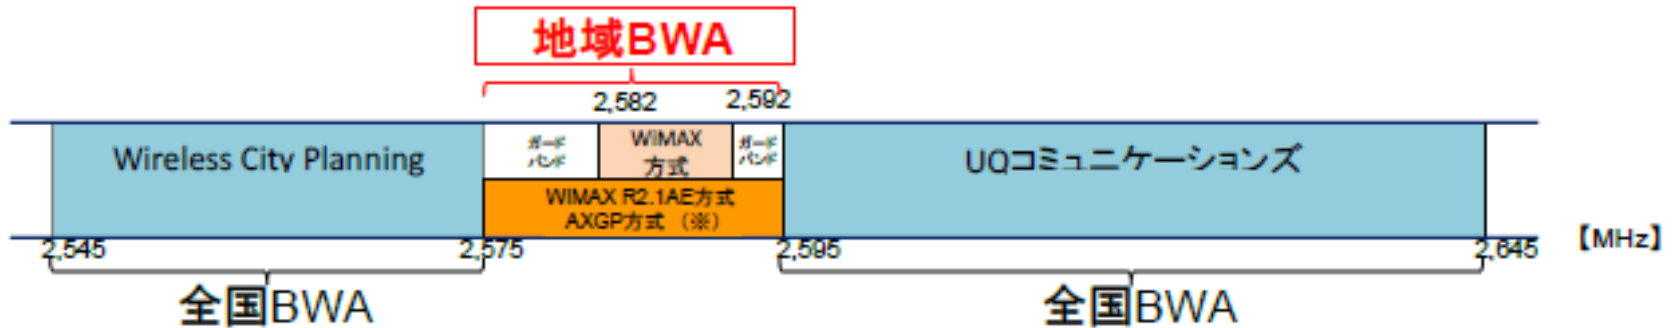 地域BWA
2,582
2,592
Wireless City Planning
ガード
バンド
WiMAX
方式
ガード
バンド
UQコミュニケーションズ
WIMAX R2.1AE方式
AXGP方式 （※）
2,545
2,575
2,595
2,645
【MHz】
全国BWA
全国BWA